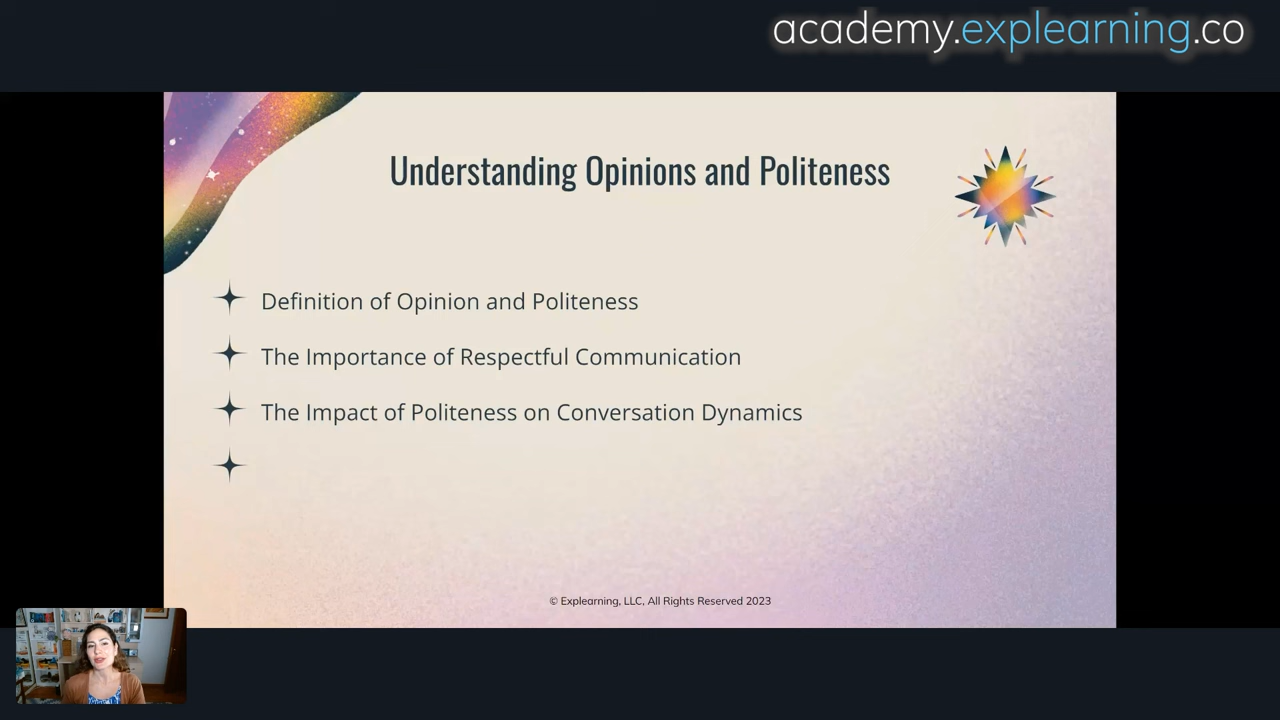 academy.explearning.co
Understanding Opinions and Politeness
Definition of Opinion and Politeness
The Importance of Respectful Communication
The Impact of Politeness on Conversation Dynamics
© Explearning, LLC, All Rights Reserved 2023